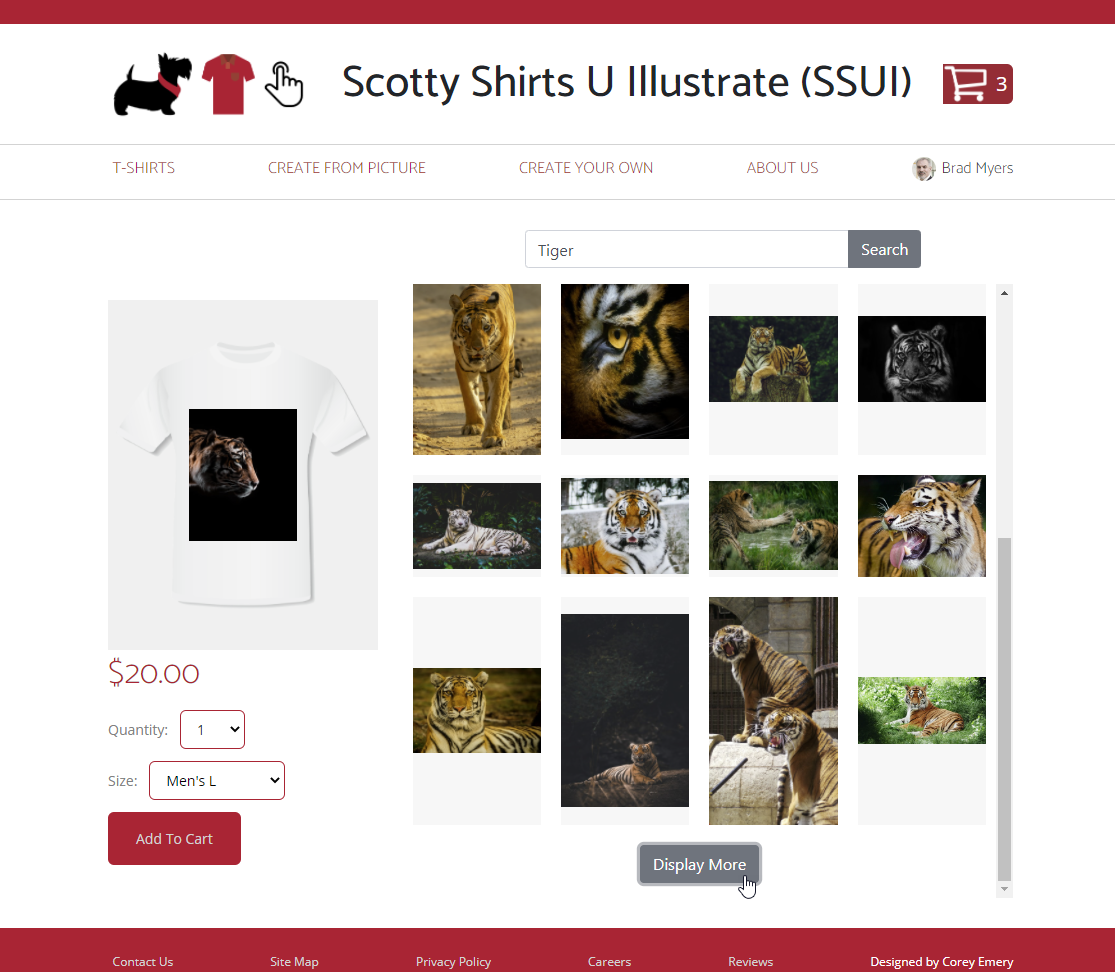 Scotty Shirts U Illustrate (SSUI)
3
T-SHIRTS
CREATE FROM PICTURE
CREATE YOUR OWN
ABOUT US
Brad Myers
Tiger
Search
$20.00
Quantity:
1
Size:
Men's L
Add To Cart
Display More
Contact Us
Site Map
Privacy Policy
Careers
Reviews
Designed by Corey Emery